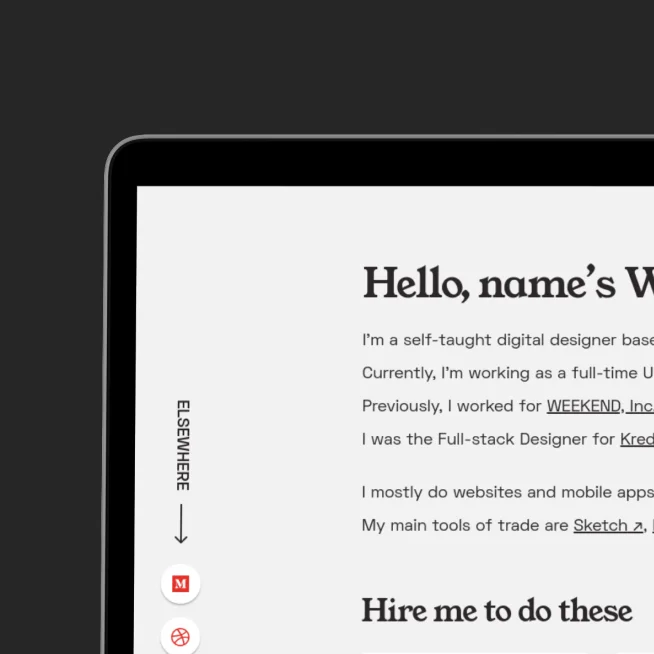 Hello, name’s
I’m a self-taught digital designer
Currently, I’m working as a full-time
Previously, I worked for WEEKEND, Inc.
I was the Full-stack Designer for
I mostly do websites and mobile apps
My main tools of trade are Sketch ↗,
Hire me to do these
ELSEWHERE
M